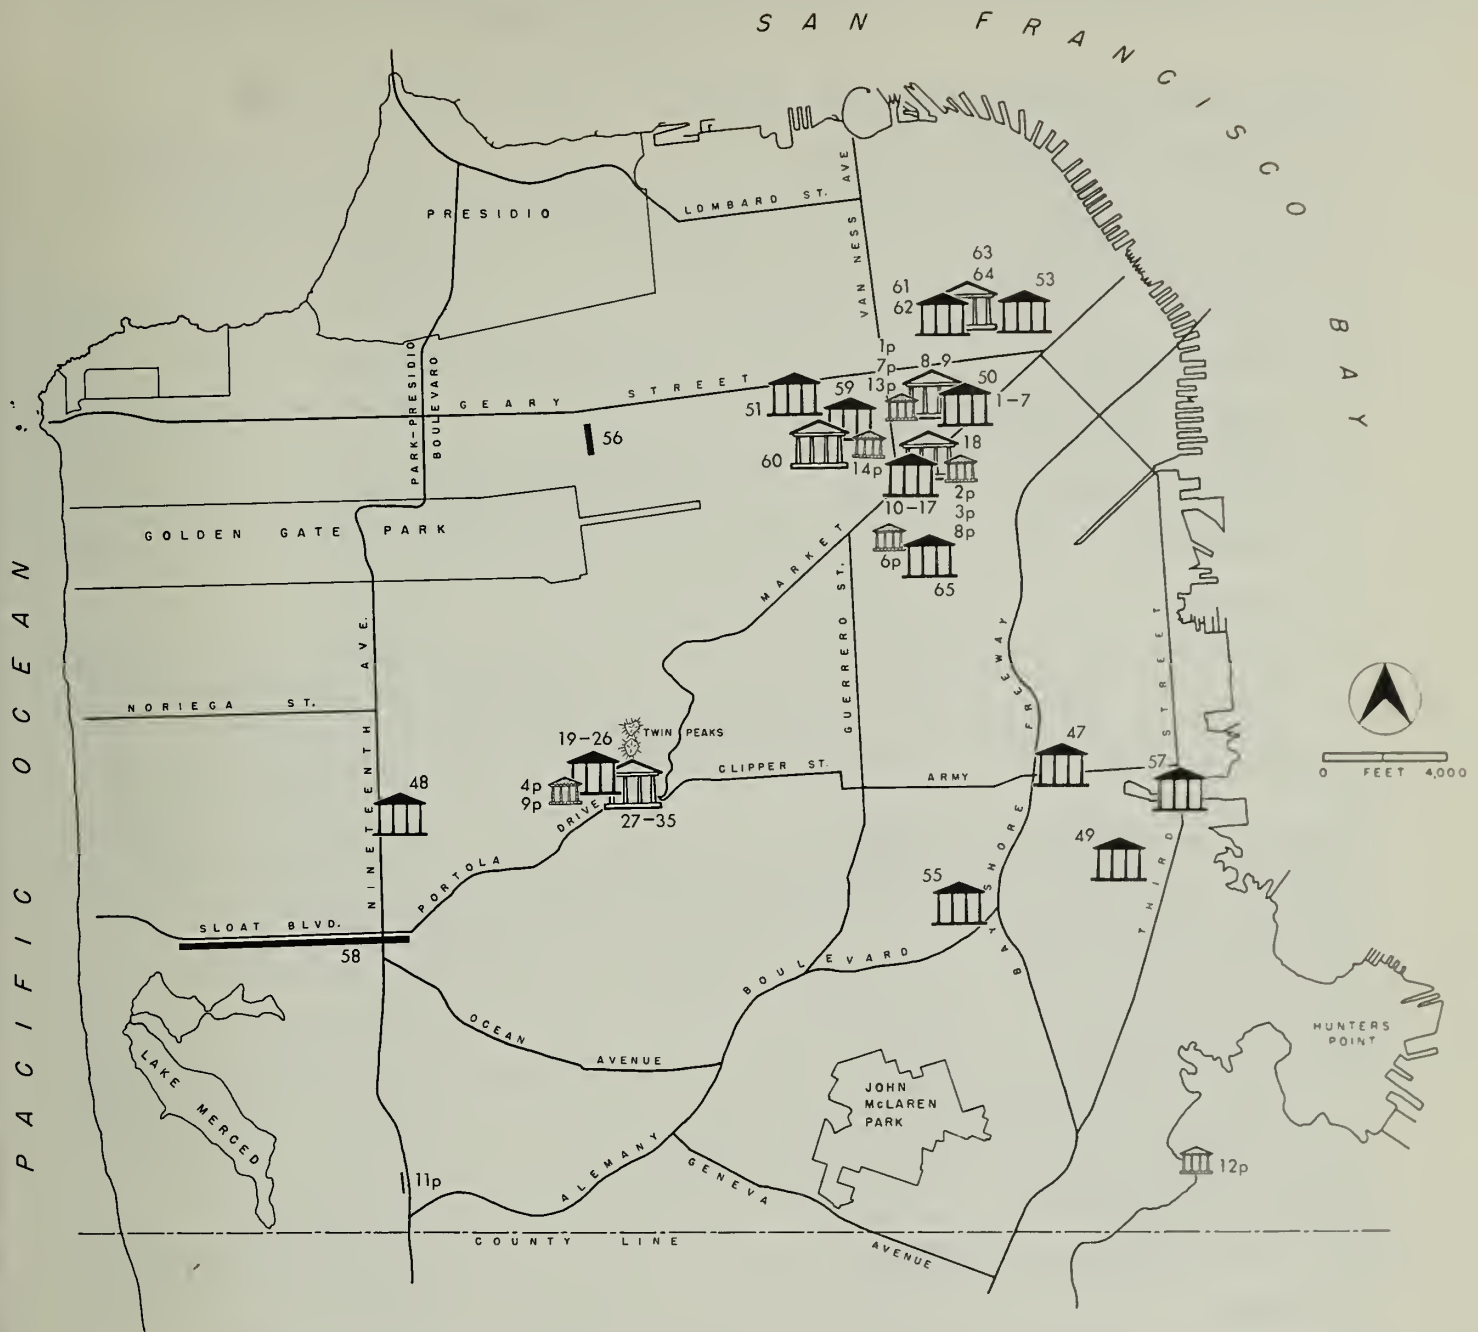 SAN FRANCISCO BAY
PACIFIC OCEAN
PRESIDIO
LOMBARD ST.
VAN NESS AVE
63
64
53
61
62
1p
7p
8-9
13p
50
1-7
PARK-PRESIDIO
BOULEVARD
GEARY STREET
51
59
56
60
14p
18
10-17
2p
3p
8p
6p
65
GOLDEN GATE PARK
MARKET
GUERRERO ST.
FREEWAY
THIRD STREET
NINETEENTH AVE.
NORIEGA ST.
TWIN PEAKS
19-26
4p
9p
27-35
CLIPPER ST.
ARMY
47
57
0 FEET 4,000
48
PORTOLA DRIVE
49
55
BAY SHORE
SLOAT BLVD.
58
BOULEVARD
OCEAN AVENUE
LAKE MERCED
HUNTERS
POINT
JOHN
McLAREN
PARK
ALEMANY
GENEVA AVENUE
11p
12p
COUNTY LINE